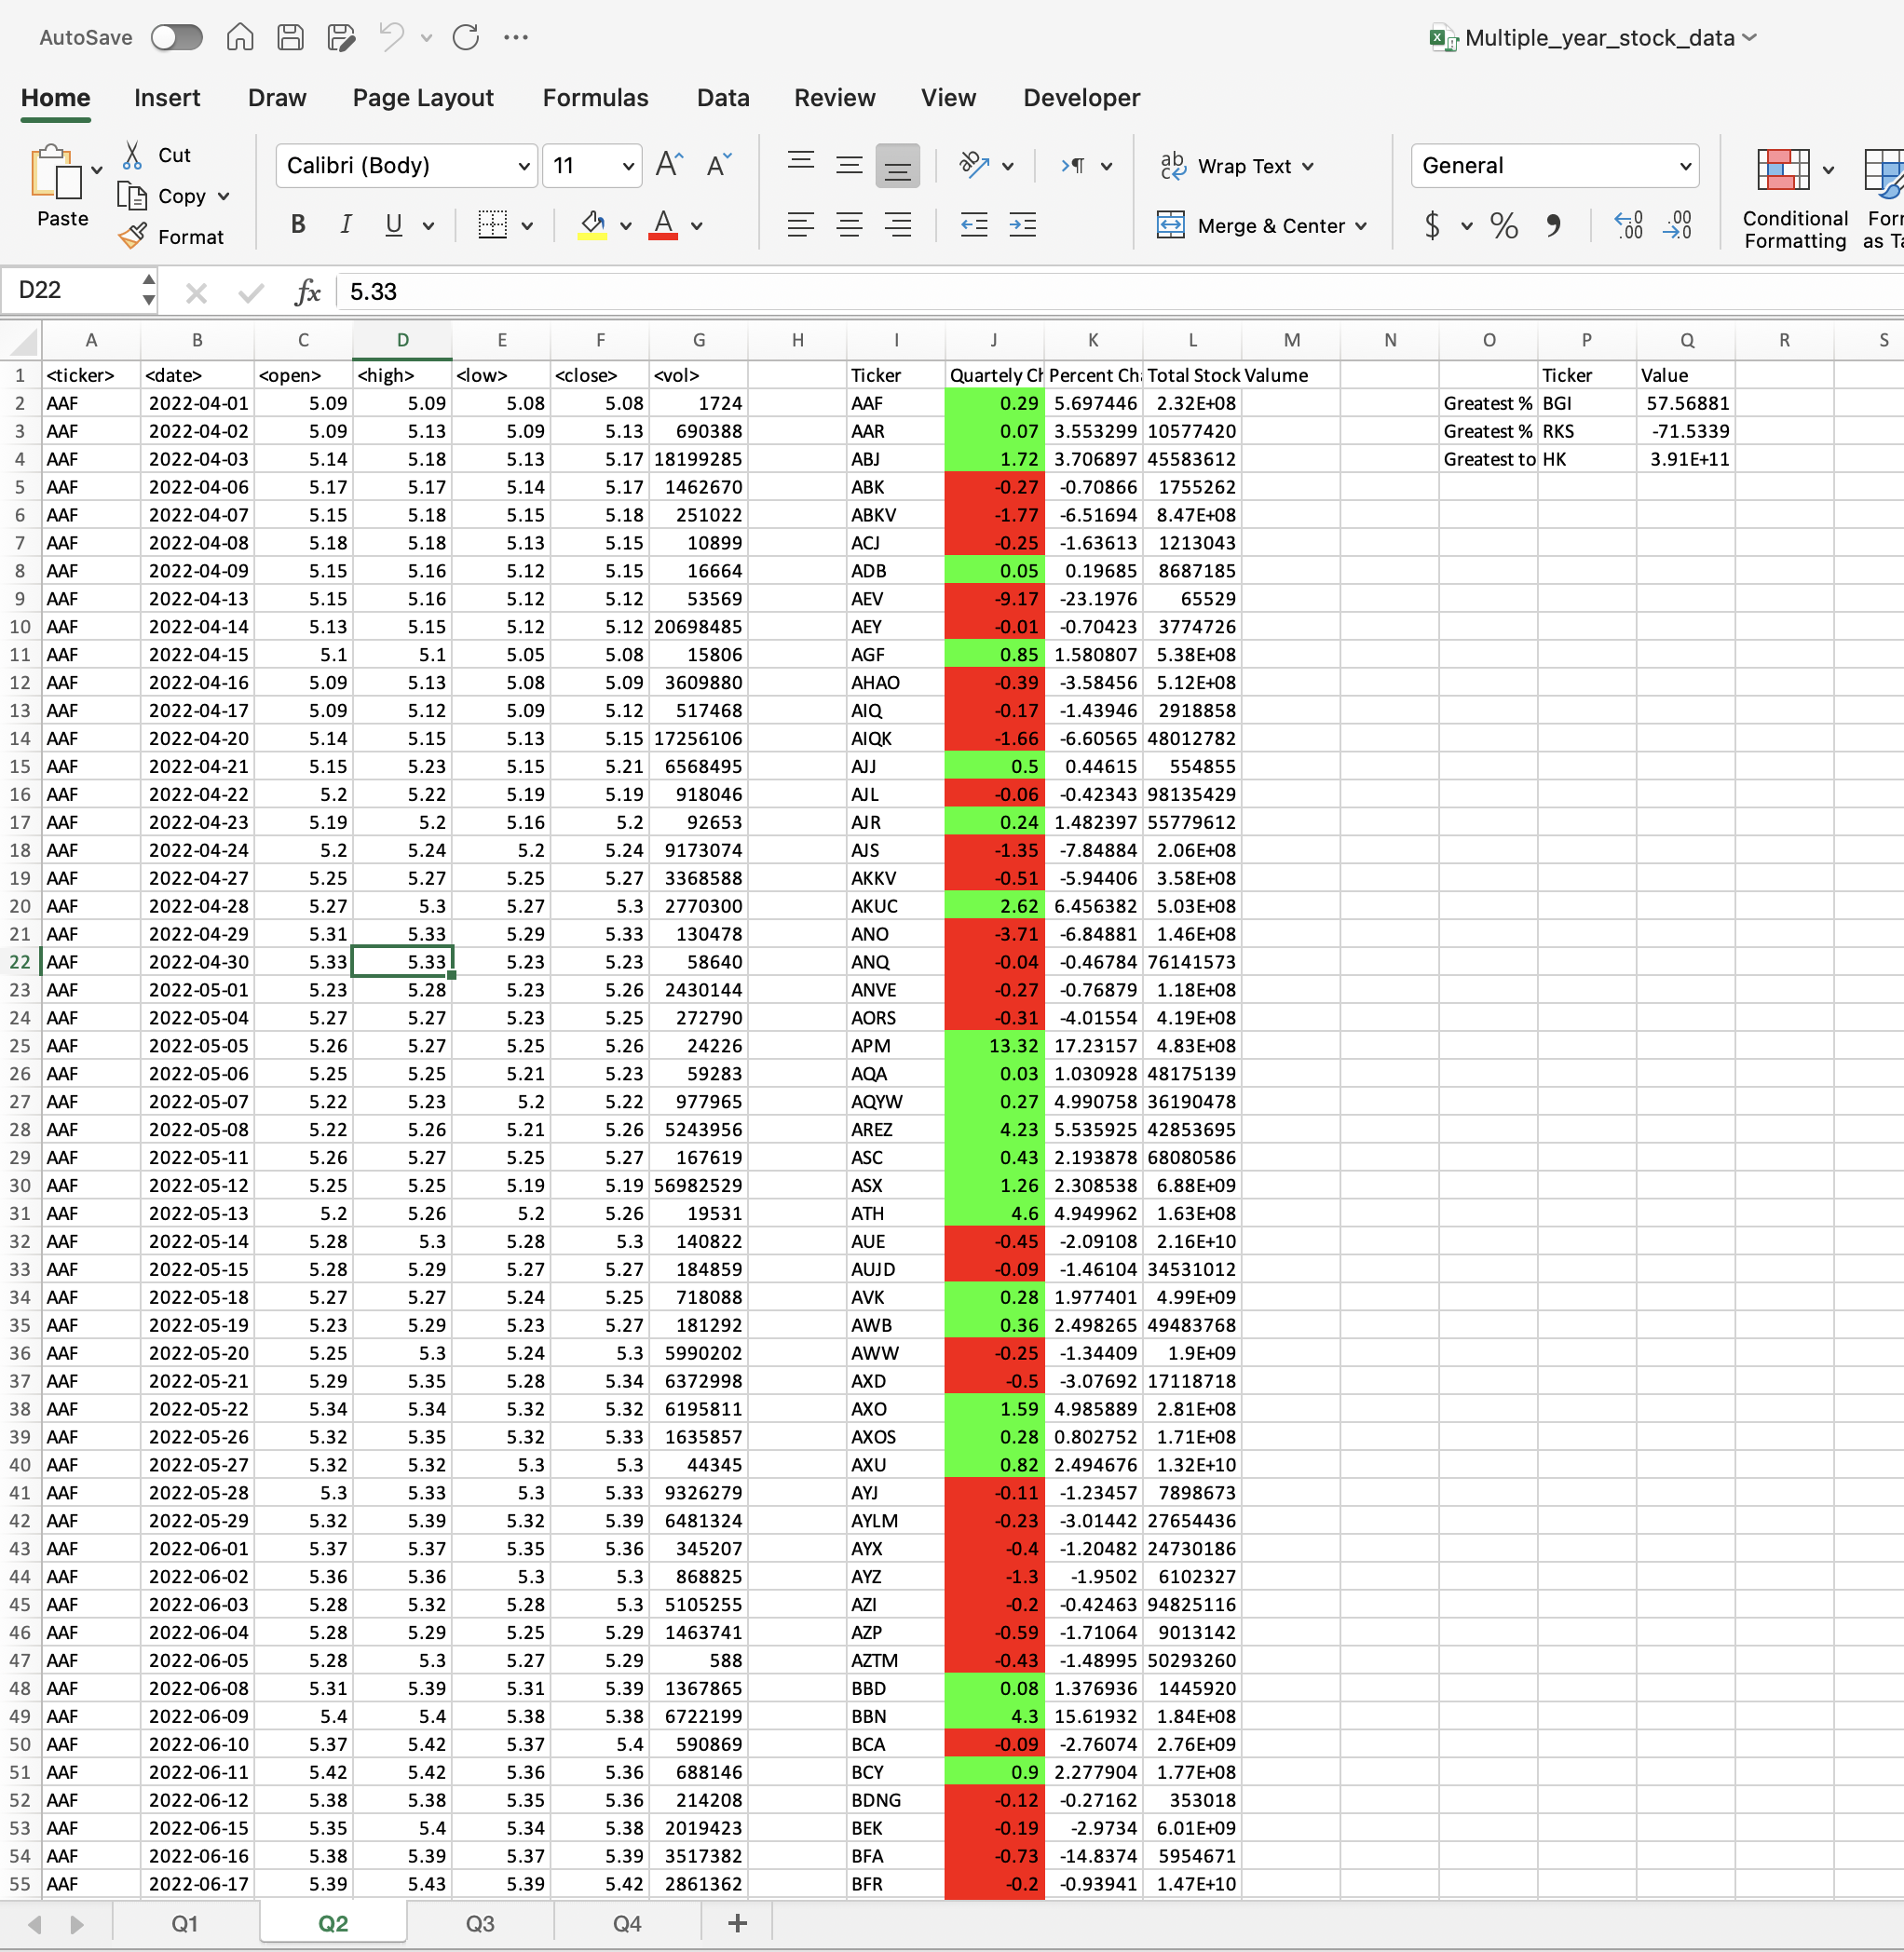 AutoSave Multiple_year_stock_data
Home Insert Draw Page Layout Formulas Data Review View Developer
Paste Cut Copy Format
Calibri (Body) 11
B I U A
Wrap Text
Merge & Center
General
$ % .00 .00
Conditional Formatting
D22 fx 5.33
A B C D E F G H I J K L M N O P Q R S
1 <ticker> <date> <open> <high> <low> <close> <vol> Ticker Quartely Ch Percent Cha Total Stock Valume Ticker Value
2 AAF 2022-04-01 5.09 5.09 5.08 5.08 1724 AAF 0.29 5.697446 2.32E+08 Greatest % BGI 57.56881
3 AAF 2022-04-02 5.09 5.13 5.09 5.13 690388 AAR 0.07 3.553299 10577420 Greatest % RKS -71.5339
4 AAF 2022-04-03 5.14 5.18 5.13 5.17 18199285 ABJ 1.72 3.706897 45583612 Greatest to HK 3.91E+11
5 AAF 2022-04-06 5.17 5.17 5.14 5.17 1462670 ABK -0.27 -0.70866 1755262
6 AAF 2022-04-07 5.15 5.18 5.15 5.18 251022 ABKV -1.77 -6.51694 8.47E+08
7 AAF 2022-04-08 5.18 5.18 5.13 5.15 10899 ACJ -0.25 -1.63613 1213043
8 AAF 2022-04-09 5.15 5.16 5.12 5.15 16664 ADB 0.05 0.19685 8687185
9 AAF 2022-04-13 5.15 5.16 5.12 5.12 53569 AEV -9.17 -23.1976 65529
10 AAF 2022-04-14 5.13 5.15 5.12 5.12 20698485 AEY -0.01 -0.70423 3774726
11 AAF 2022-04-15 5.1 5.1 5.05 5.08 15806 AGF 0.85 1.580807 5.38E+08
12 AAF 2022-04-16 5.09 5.13 5.08 5.09 3609880 AHAO -0.39 -3.58456 5.12E+08
13 AAF 2022-04-17 5.09 5.12 5.09 5.12 517468 AIQ -0.17 -1.43946 2918858
14 AAF 2022-04-20 5.14 5.15 5.13 5.15 17256106 AIQK -1.66 -6.60565 48012782
15 AAF 2022-04-21 5.15 5.23 5.15 5.21 6568495 AJJ 0.5 0.44615 554855
16 AAF 2022-04-22 5.2 5.22 5.19 5.19 918046 AJL -0.06 -0.42343 98135429
17 AAF 2022-04-23 5.19 5.2 5.16 5.2 92653 AJR 0.24 1.482397 55779612
18 AAF 2022-04-24 5.2 5.24 5.2 5.24 9173074 AJS -1.35 -7.84884 2.06E+08
19 AAF 2022-04-27 5.25 5.27 5.25 5.27 3368588 AKKV -0.51 -5.94406 3.58E+08
20 AAF 2022-04-28 5.27 5.3 5.27 5.3 2770300 AKUC 2.62 6.456382 5.03E+08
21 AAF 2022-04-29 5.31 5.33 5.29 5.33 130478 ANO -3.71 -6.84881 1.46E+08
22 AAF 2022-04-30 5.33 5.33 5.23 5.23 58640 ANQ -0.04 -0.46784 76141573
23 AAF 2022-05-01 5.23 5.28 5.23 5.26 2430144 ANVE -0.27 -0.76879 1.18E+08
24 AAF 2022-05-04 5.27 5.27 5.23 5.25 272790 AORS -0.31 -4.01554 4.19E+08
25 AAF 2022-05-05 5.26 5.27 5.25 5.26 24226 APM 13.32 17.23157 4.83E+08
26 AAF 2022-05-06 5.25 5.25 5.21 5.23 59283 AQA 0.03 1.030928 48175139
27 AAF 2022-05-07 5.22 5.23 5.2 5.22 977965 AQYW 0.27 4.990758 36190478
28 AAF 2022-05-08 5.22 5.26 5.21 5.26 5243956 AREZ 4.23 5.535925 42853695
29 AAF 2022-05-11 5.26 5.27 5.25 5.27 167619 ASC 0.43 2.193878 68080586
30 AAF 2022-05-12 5.25 5.25 5.19 5.19 56982529 ASX 1.26 2.308538 6.88E+09
31 AAF 2022-05-13 5.2 5.26 5.2 5.26 19531 ATH 4.6 4.949962 1.63E+08
32 AAF 2022-05-14 5.28 5.3 5.28 5.3 140822 AUE -0.45 -2.09108 2.16E+10
33 AAF 2022-05-15 5.28 5.29 5.27 5.27 184859 AUJD -0.09 -1.46104 34531012
34 AAF 2022-05-18 5.27 5.27 5.24 5.25 718088 AVK 0.28 1.977401 4.99E+09
35 AAF 2022-05-19 5.23 5.29 5.23 5.27 181292 AWB 0.36 2.498265 49483768
36 AAF 2022-05-20 5.25 5.3 5.24 5.3 5990202 AWW -0.25 -1.34409 1.9E+09
37 AAF 2022-05-21 5.29 5.35 5.28 5.34 6372998 AXD -0.5 -3.07692 17118718
38 AAF 2022-05-22 5.34 5.34 5.32 5.32 6195811 AXO 1.59 4.985889 2.81E+08
39 AAF 2022-05-26 5.32 5.35 5.32 5.33 1635857 AXOS 0.28 0.802752 1.71E+08
40 AAF 2022-05-27 5.32 5.32 5.3 5.3 44345 AXU 0.82 2.494676 1.32E+10
41 AAF 2022-05-28 5.3 5.33 5.3 5.33 9326279 AYJ -0.11 -1.23457 7898673
42 AAF 2022-05-29 5.32 5.39 5.32 5.39 6481324 AYLM -0.23 -3.01442 27654436
43 AAF 2022-06-01 5.37 5.37 5.35 5.36 345207 AYX -0.4 -1.20482 24730186
44 AAF 2022-06-02 5.36 5.36 5.3 5.3 868825 AYZ -1.3 -1.9502 6102327
45 AAF 2022-06-03 5.28 5.32 5.28 5.3 5105255 AZI -0.2 -0.42463 94825116
46 AAF 2022-06-04 5.28 5.29 5.25 5.29 1463741 AZP -0.59 -1.71064 9013142
47 AAF 2022-06-05 5.28 5.3 5.27 5.29 588 AZTM -0.43 -1.48995 50293260
48 AAF 2022-06-08 5.31 5.39 5.31 5.39 1367865 BBD 0.08 1.376936 1445920
49 AAF 2022-06-09 5.4 5.4 5.38 5.38 6722199 BBN 4.3 15.61932 1.84E+08
50 AAF 2022-06-10 5.37 5.42 5.37 5.4 590869 BCA -0.09 -2.76074 2.76E+09
51 AAF 2022-06-11 5.42 5.42 5.36 5.36 688146 BCY 0.9 2.277904 1.77E+08
52 AAF 2022-06-12 5.38 5.38 5.35 5.36 214208 BDNG -0.12 -0.27162 353018
53 AAF 2022-06-15 5.35 5.4 5.34 5.38 2019423 BEK -0.19 -2.9734 6.01E+09
54 AAF 2022-06-16 5.38 5.39 5.37 5.39 3517382 BFA -0.73 -14.8374 5954671
55 AAF 2022-06-17 5.39 5.43 5.39 5.42 2861362 BFR -0.2 -0.93941 1.47E+10
Q1 Q2 Q3 Q4 +